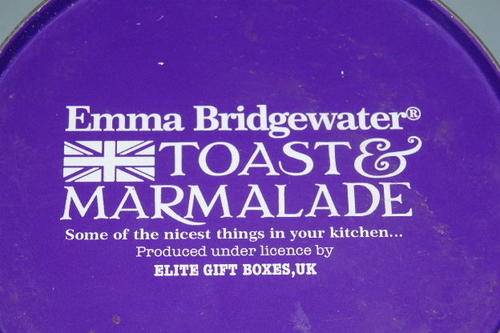 Emma Bridgewater®
TOAST &
MARMALADE
Some of the nicest things in your kitchen...
Produced under licence by
ELITE GIFT BOXES,UK